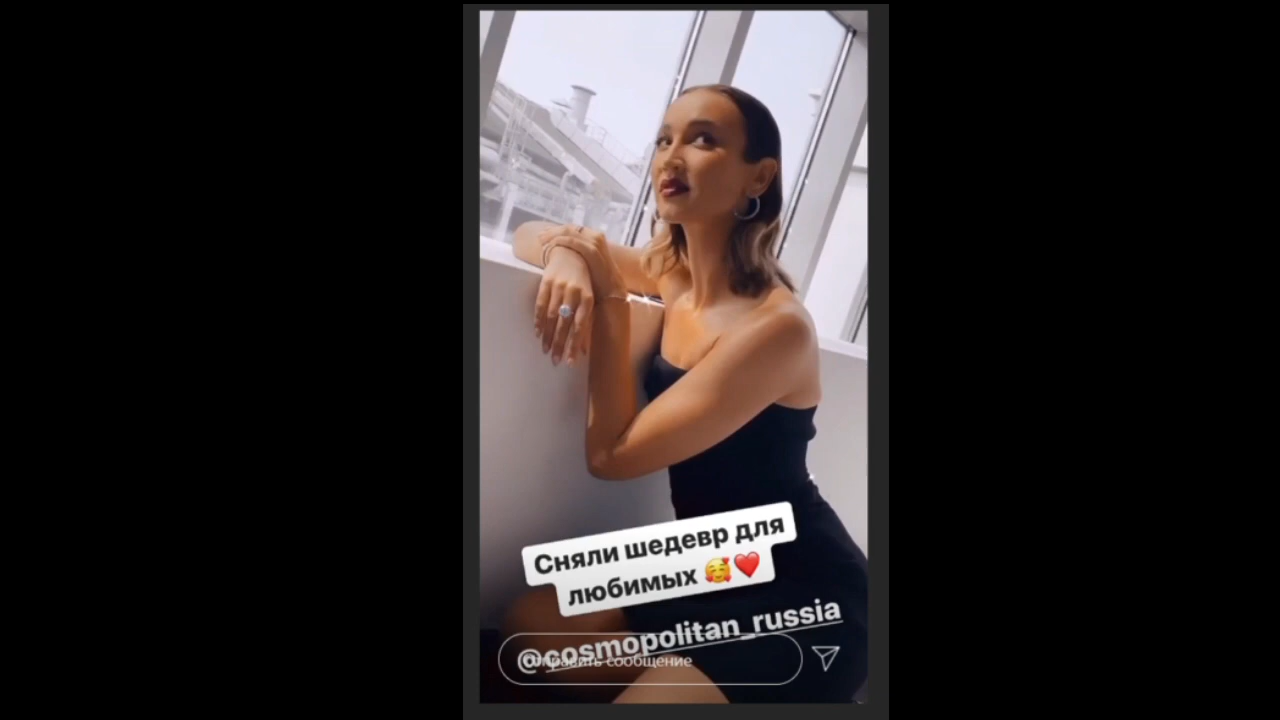 Сняли шедевр для
любимых 🥰❤️
@cosmopolitan_russia
Отправить сообщение